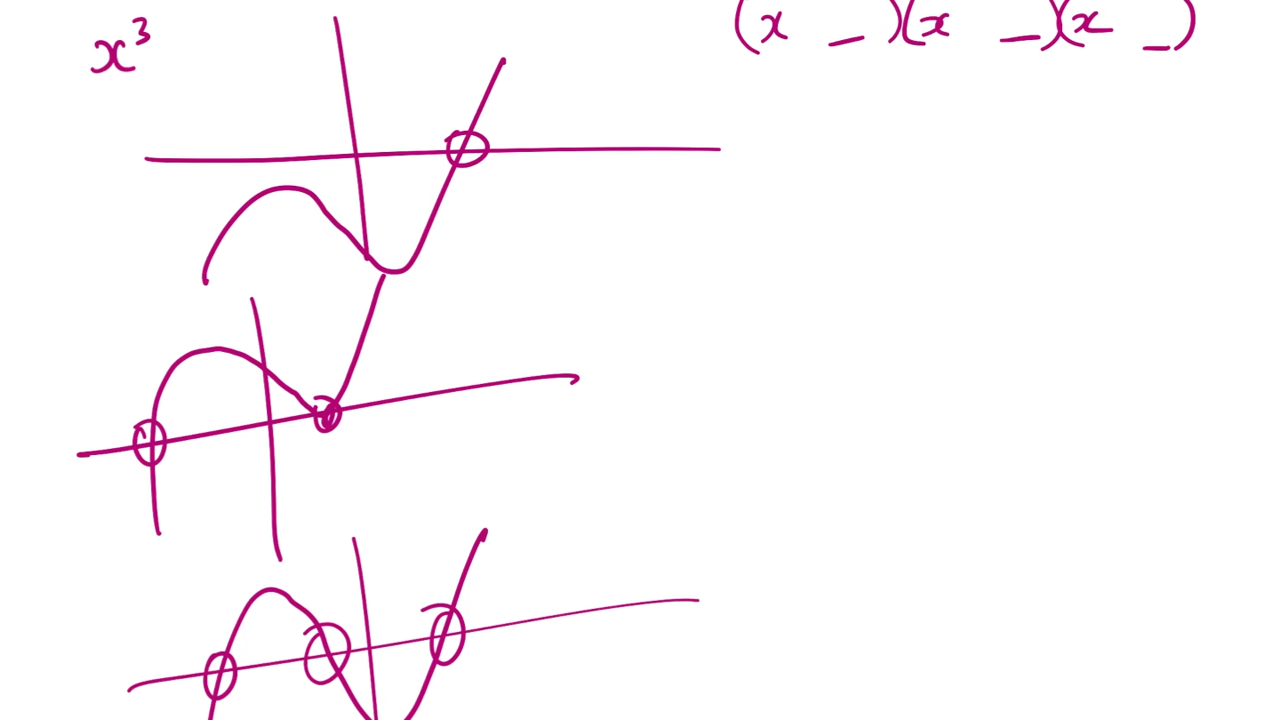 x³
(x _)(x _)(x _)